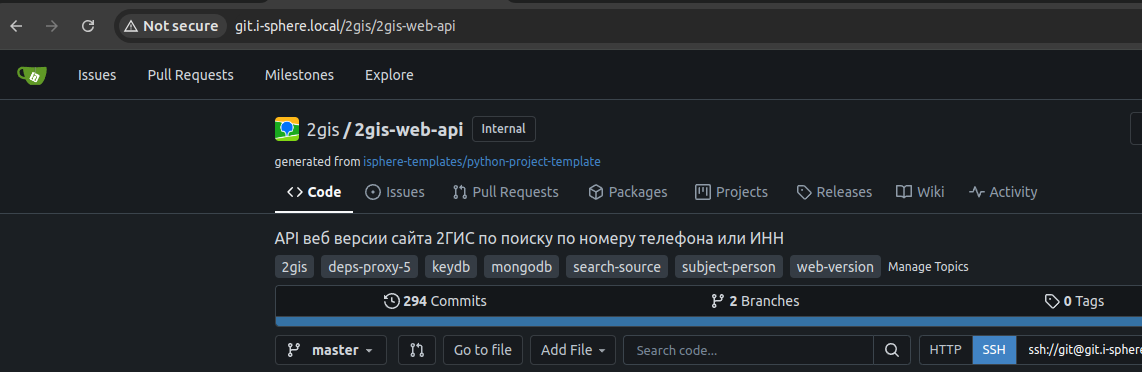 Not secure git.i-sphere.local/2gis/2gis-web-api
Issues Pull Requests Milestones Explore
2gis / 2gis-web-api Internal
generated from isphere-templates/python-project-template
Code Issues Pull Requests Packages Projects Releases Wiki Activity
API веб версии сайта 2ГИС по поиску по номеру телефона или ИНН
2gis deps-proxy-5 keydb mongodb search-source subject-person web-version Manage Topics
294 Commits 2 Branches 0 Tags
master Go to file Add File Search code... HTTP SSH ssh://git@git.i-sphere